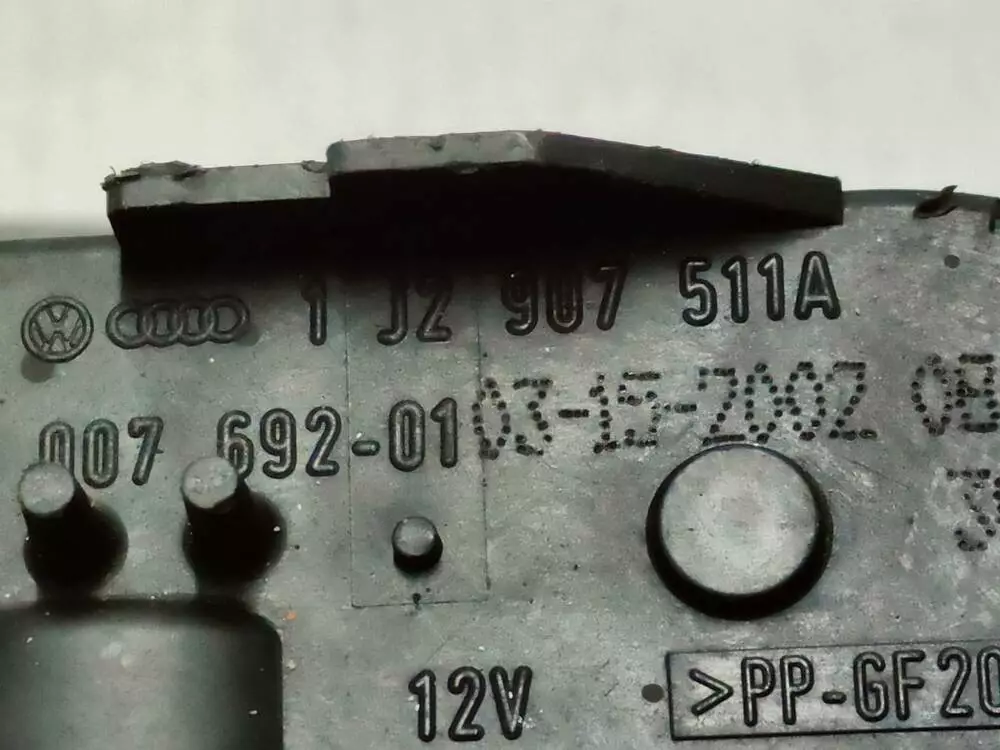 1 J2 907 511A
007 692-01 03-15-2002
12V >PP-GF20